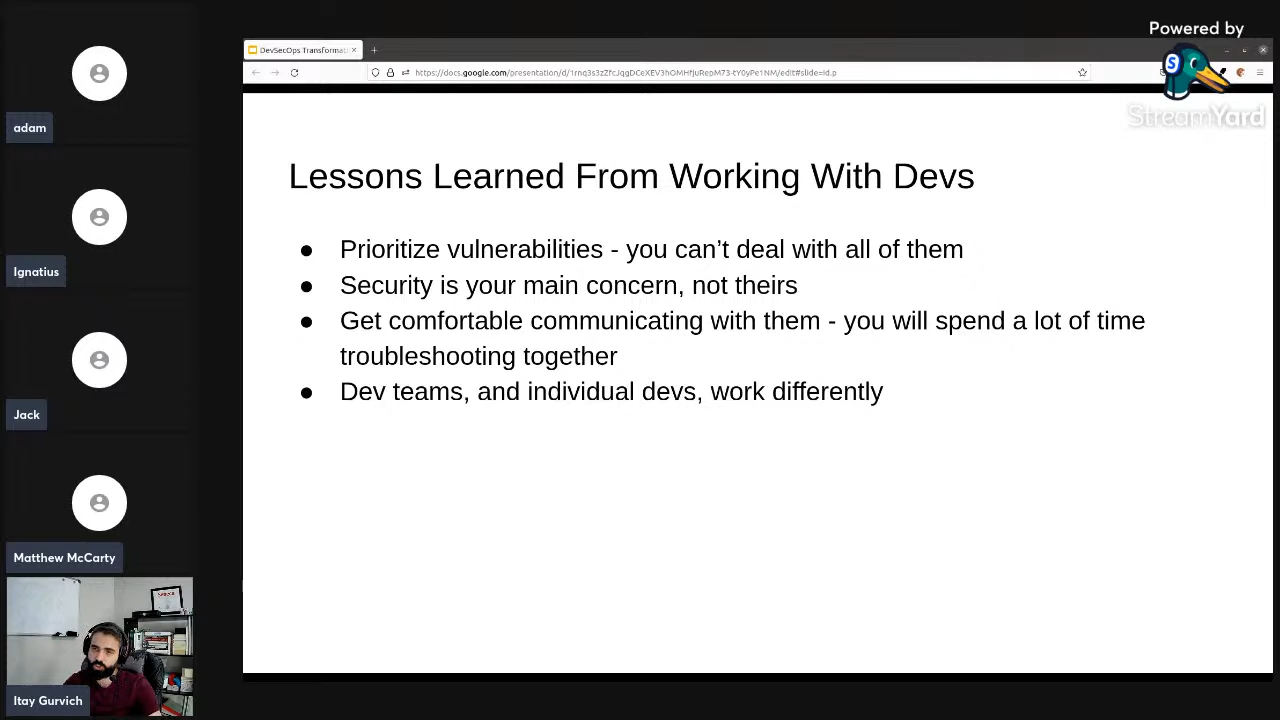 Powered by
StreamYard
DevSecOps Transformati
adam
Ignatius
Jack
Matthew McCarty
Itay Gurvich
Lessons Learned From Working With Devs
● Prioritize vulnerabilities - you can’t deal with all of them
● Security is your main concern, not theirs
● Get comfortable communicating with them - you will spend a lot of time
troubleshooting together
● Dev teams, and individual devs, work differently